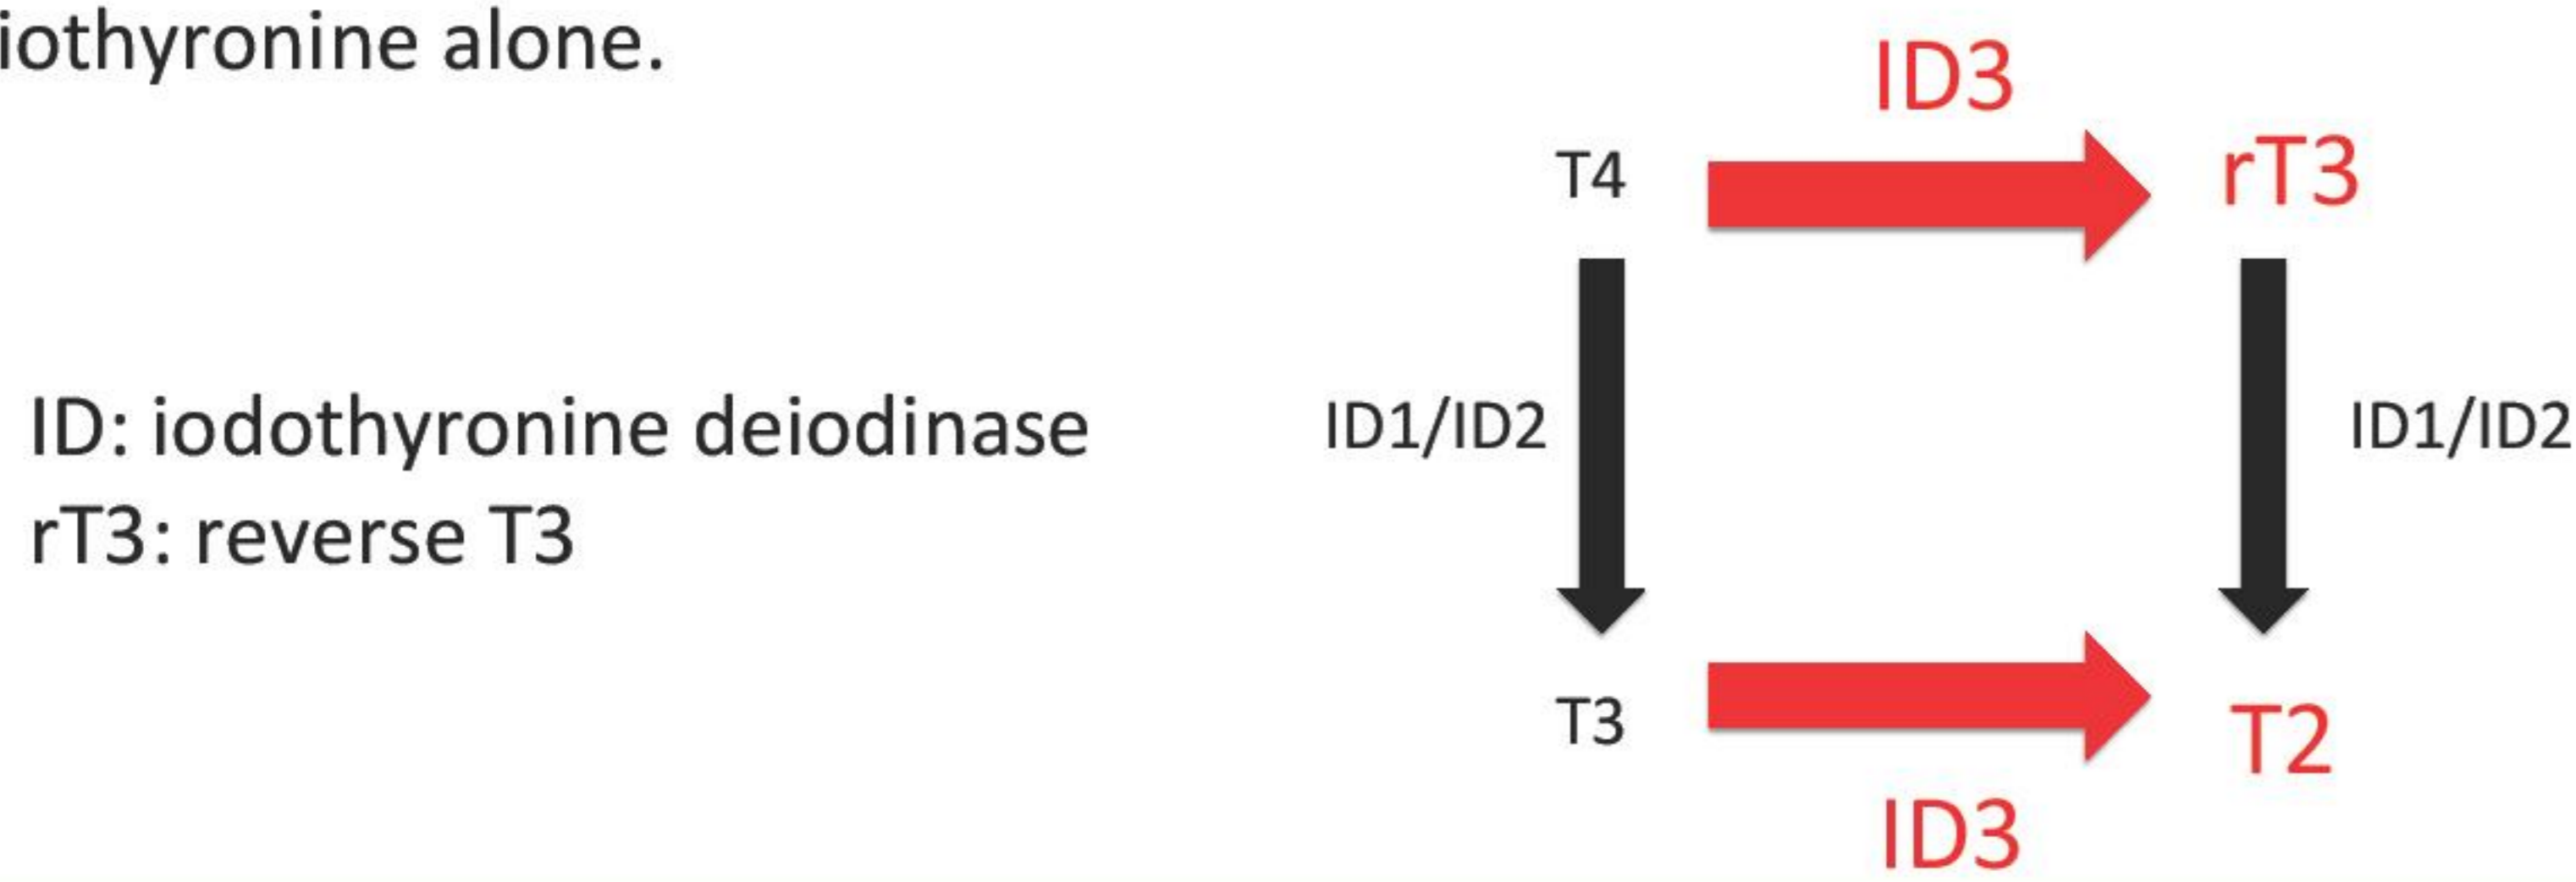 iothyronine alone.
ID: iodothyronine deiodinase
rT3: reverse T3
ID3
T4
rT3
ID1/ID2
ID1/ID2
T3
T2
ID3